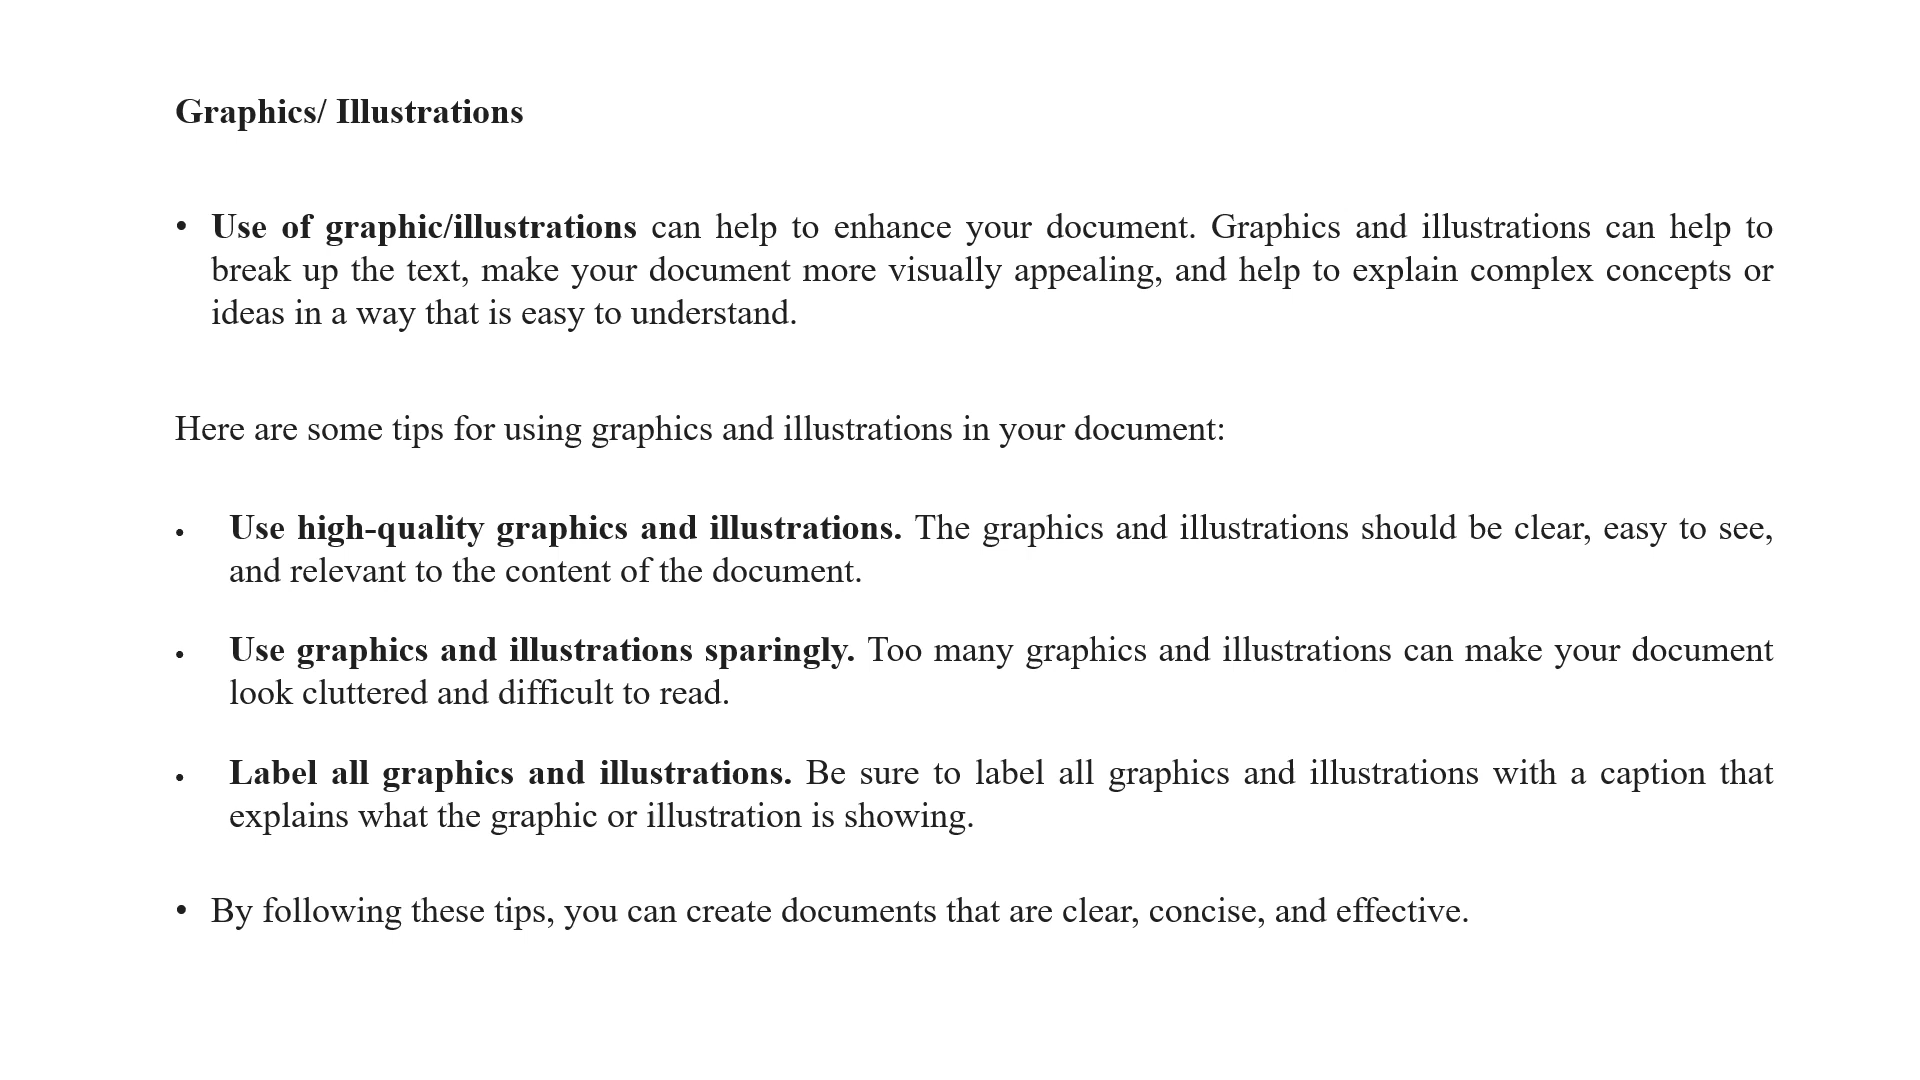 Graphics/ Illustrations
• Use of graphic/illustrations can help to enhance your document. Graphics and illustrations can help to
break up the text, make your document more visually appealing, and help to explain complex concepts or
ideas in a way that is easy to understand.
Here are some tips for using graphics and illustrations in your document:
• Use high-quality graphics and illustrations. The graphics and illustrations should be clear, easy to see,
and relevant to the content of the document.
• Use graphics and illustrations sparingly. Too many graphics and illustrations can make your document
look cluttered and difficult to read.
• Label all graphics and illustrations. Be sure to label all graphics and illustrations with a caption that
explains what the graphic or illustration is showing.
• By following these tips, you can create documents that are clear, concise, and effective.